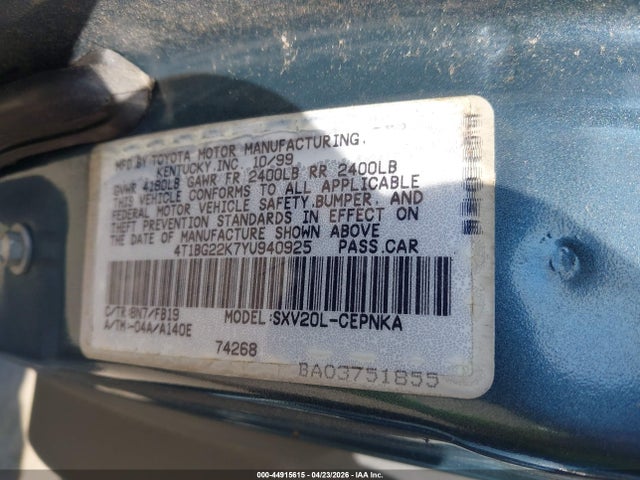 MFD.BY TOYOTA MOTOR MANUFACTURING.
KENTUCKY,INC. 10/99
GVWR 4180LB GAWR FR 2400LB RR 2400LB
THIS VEHICLE CONFORMS TO ALL APPLICABLE
FEDERAL MOTOR VEHICLE SAFETY,BUMPER, AND
THEFT PREVENTION STANDARDS IN EFFECT ON
THE DATE OF MANUFACTURE SHOWN ABOVE
4T1BG22K7YU940925 PASS.CAR
C/TR:8N7/FB19 MODEL:SXV20L-CEPNKA
A/TM:-04A/A140E
74268
BA03751855
000-44915615 | 04/23/2026 | IAA Inc.